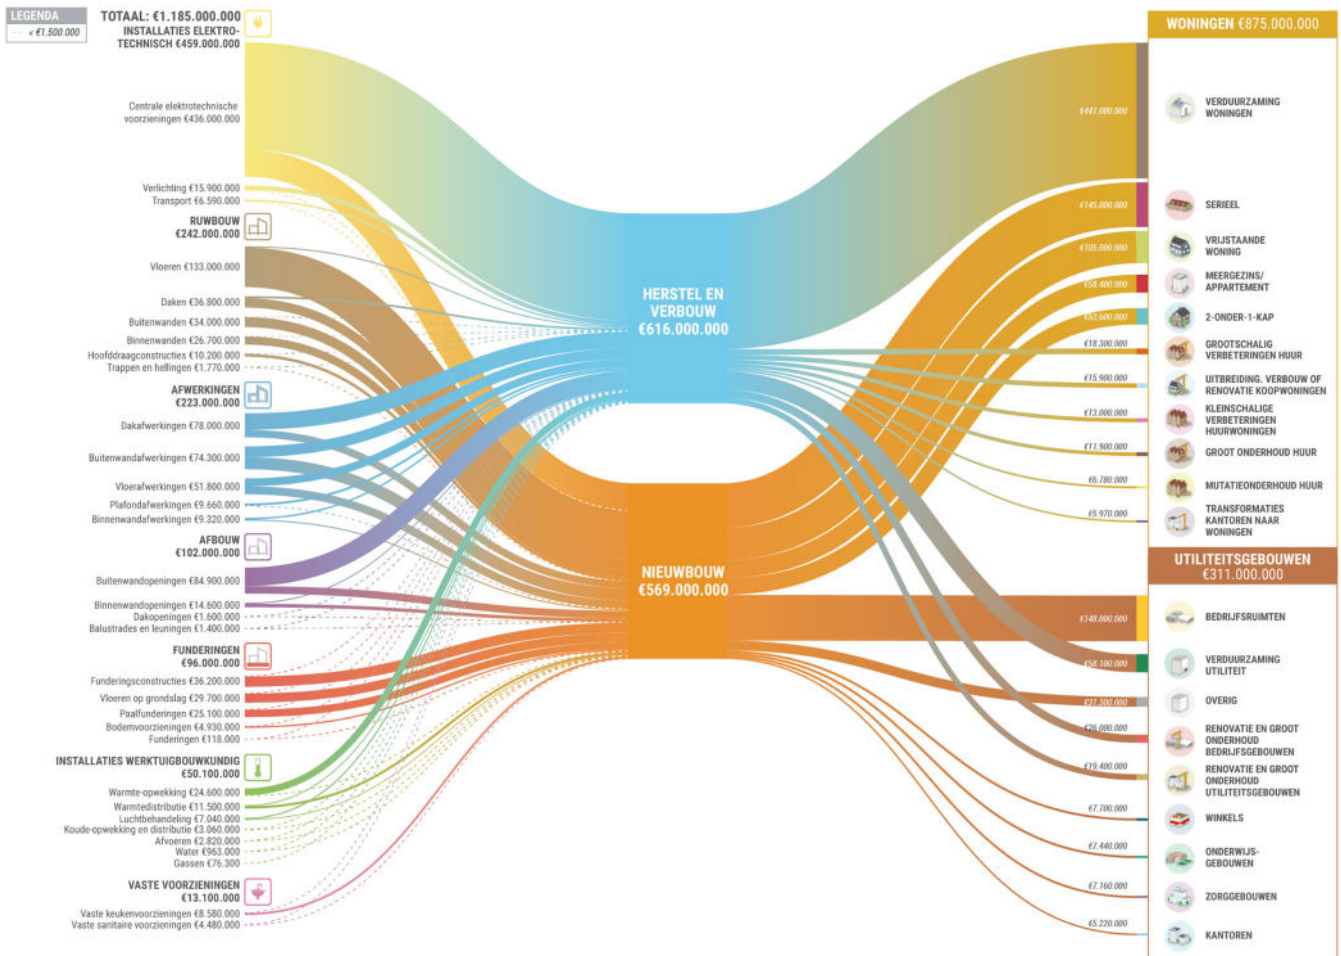 LEGENDA
< €1.500.000
TOTAAL: €1.185.000.000
INSTALLATIES ELEKTRO-
TECHNISCH €459.000.000
Centrale elektrotechnische
voorzieningen €436.000.000
Verlichting €15.900.000
Transport €6.590.000
RUWBOUW
€242.000.000
Vloeren €133.000.000
Daken €36.800.000
Buitenwanden €34.000.000
Binnenwanden €26.700.000
Hoofddraagconstructies €10.200.000
Trappen en hellingen €1.770.000
AFWERKINGEN
€223.000.000
Dakafwerkingen €78.000.000
Buitenwandafwerkingen €74.300.000
Vloerafwerkingen €51.800.000
Plafondafwerkingen €9.660.000
Binnenwandafwerkingen €9.320.000
AFBOUW
€102.000.000
Buitenwandopeningen €84.900.000
Binnenwandopeningen €14.600.000
Dakopeningen €1.600.000
Balustrades en leuningen €1.400.000
FUNDERINGEN
€96.000.000
Funderingsconstructies €36.200.000
Vloeren op grondslag €29.700.000
Paalfunderingen €25.100.000
Bodemvoorzieningen €4.930.000
Funderingen €118.000
INSTALLATIES WERKTUIGBOUWKUNDIG
€50.100.000
Warmte-opwekking €24.600.000
Warmtedistributie €11.500.000
Luchtbehandeling €7.040.000
Koude-opwekking en distributie €3.060.000
Afvoeren €2.820.000
Water €963.000
Gassen €76.300
VASTE VOORZIENINGEN
€13.100.000
Vaste keukenvoorzieningen €8.580.000
Vaste sanitaire voorzieningen €4.480.000
HERSTEL EN
VERBOUW
€616.000.000
NIEUWBOUW
€569.000.000
WONINGEN €875.000.000
€441.000.000
VERDUURZAMING
WONINGEN
€145.000.000
SERIEEL
€105.000.000
VRIJSTAANDE
WONING
€58.400.000
MEERGEZINS/
APPARTEMENT
€53.600.000
2-ONDER-1-KAP
€18.300.000
GROOTSCHALIG
VERBETERINGEN HUUR
€15.900.000
UITBREIDING. VERBOUW OF
RENOVATIE KOOPWONINGEN
€13.000.000
KLEINSCHALIGE
VERBETERINGEN
HUURWONINGEN
€11.900.000
GROOT ONDERHOUD HUUR
€6.780.000
MUTATIEONDERHOUD HUUR
€5.970.000
TRANSFORMATIES
KANTOREN NAAR
WONINGEN
UTILITEITSGEBOUWEN
€311.000.000
€148.000.000
BEDRIJFSRUIMTEN
€58.100.000
VERDUURZAMING
UTILITEIT
€31.300.000
OVERIG
€26.000.000
RENOVATIE EN GROOT
ONDERHOUD
BEDRIJFSGEBOUWEN
€19.400.000
RENOVATIE EN GROOT
ONDERHOUD
UTILITEITSGEBOUWEN
€7.700.000
WINKELS
€7.440.000
ONDERWIJS-
GEBOUWEN
€7.160.000
ZORGGEBOUWEN
€5.220.000
KANTOREN